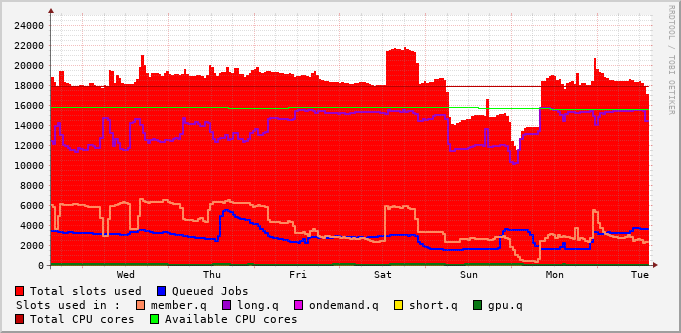 RRDTOOL / TOBI OETIKER
24000
22000
20000
18000
16000
14000
12000
10000
8000
6000
4000
2000
0
Wed Thu Fri Sat Sun Mon Tue
Total slots used Queued Jobs
Slots used in : member.q long.q ondemand.q short.q gpu.q
Total CPU cores
Available CPU cores